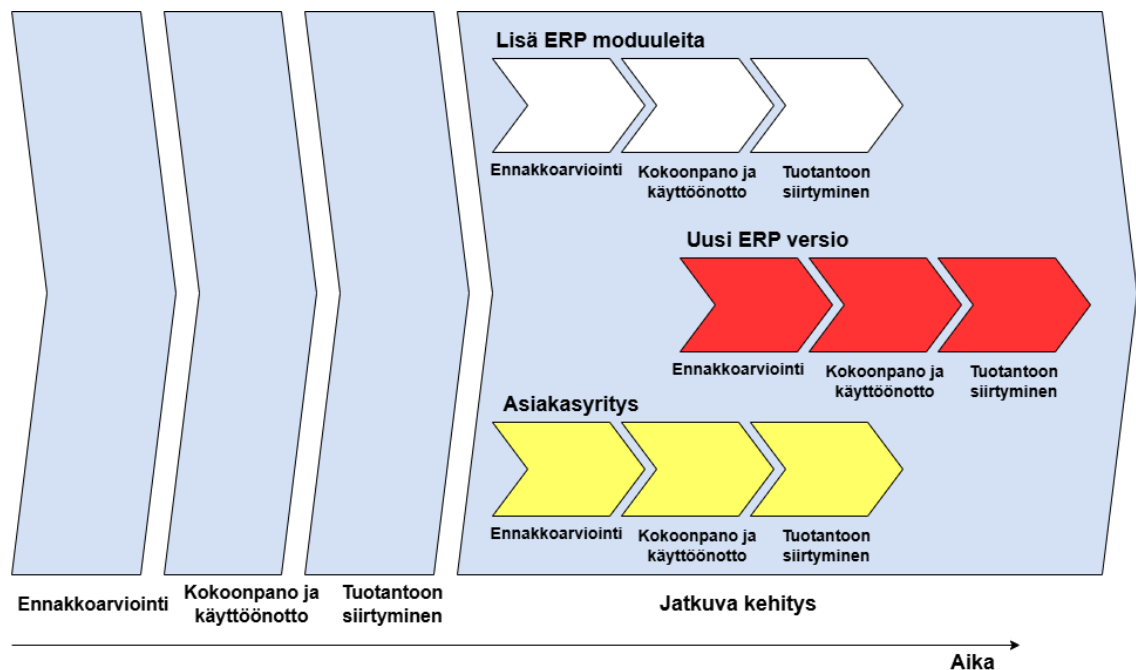 Lisä ERP moduuleita
Ennakkoarviointi
Kokoonpano ja
käyttöönotto
Tuotantoon
siirtyminen
Uusi ERP versio
Ennakkoarviointi
Kokoonpano ja
käyttöönotto
Tuotantoon
siirtyminen
Asiakasyritys
Ennakkoarviointi
Kokoonpano ja
käyttöönotto
Tuotantoon
siirtyminen
Ennakkoarviointi
Kokoonpano ja
käyttöönotto
Tuotantoon
siirtyminen
Jatkuva kehitys
Aika